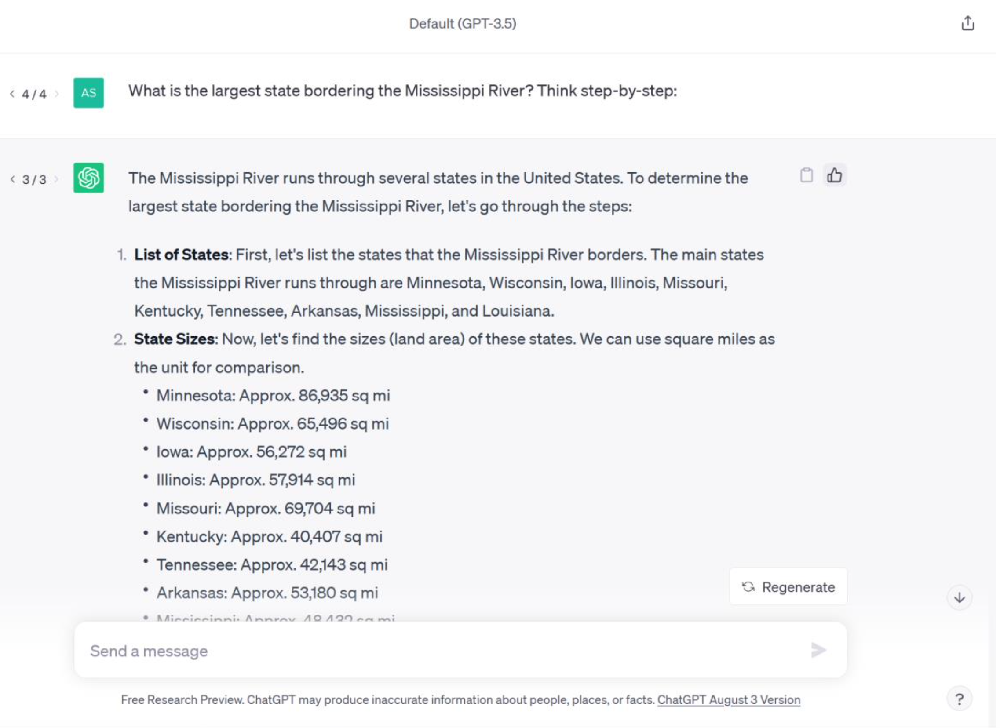 Default (GPT-3.5)
< 4 / 4 >
AS
What is the largest state bordering the Mississippi River? Think step-by-step:
< 3 / 3 >
The Mississippi River runs through several states in the United States. To determine the
largest state bordering the Mississippi River, let's go through the steps:
1. List of States: First, let's list the states that the Mississippi River borders. The main states
the Mississippi River runs through are Minnesota, Wisconsin, Iowa, Illinois, Missouri,
Kentucky, Tennessee, Arkansas, Mississippi, and Louisiana.
2. State Sizes: Now, let's find the sizes (land area) of these states. We can use square miles as
the unit for comparison.
• Minnesota: Approx. 86,935 sq mi
• Wisconsin: Approx. 65,496 sq mi
• Iowa: Approx. 56,272 sq mi
• Illinois: Approx. 57,914 sq mi
• Missouri: Approx. 69,704 sq mi
• Kentucky: Approx. 40,407 sq mi
• Tennessee: Approx. 42,143 sq mi
• Arkansas: Approx. 53,180 sq mi
• Mississippi: Approx. 48,432 sq mi
Regenerate
Send a message
Free Research Preview. ChatGPT may produce inaccurate information about people, places, or facts. ChatGPT August 3 Version
?